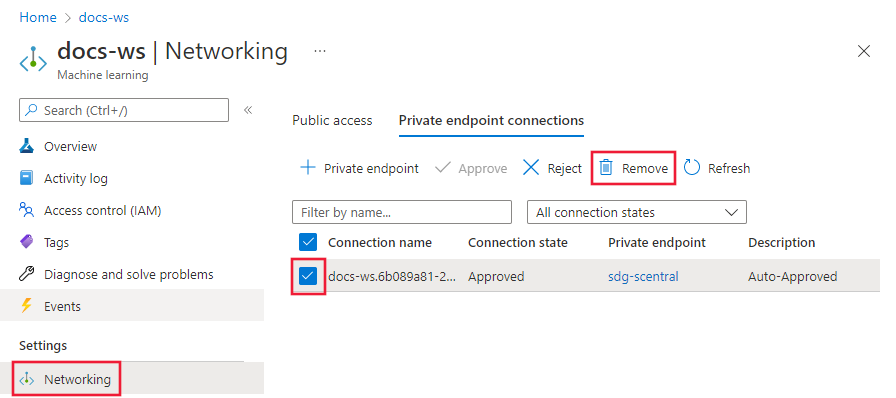 Home > docs-ws
docs-ws | Networking ...
Machine learning
Search (Ctrl+/)
«
Overview
Activity log
Access control (IAM)
Tags
Diagnose and solve problems
Events
Settings
Networking
Public access Private endpoint connections
Private endpoint Approve Reject Remove Refresh
Filter by name... All connection states
Connection name Connection state Private endpoint Description
docs-ws.6b089a81-2... Approved sdg-scentral Auto-Approved